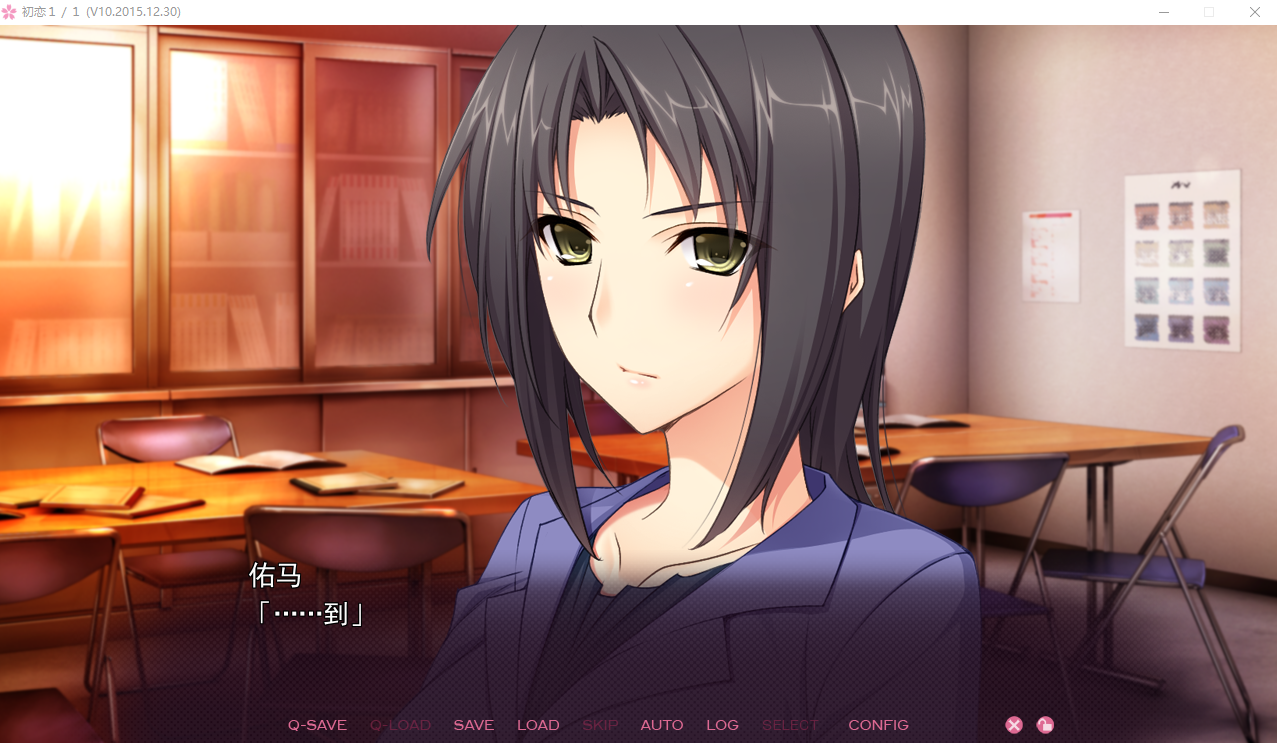 初恋1 / 1 (V10.2015.12.30)
佑马
「……到」
Q-SAVE Q-LOAD SAVE LOAD SKIP AUTO LOG SELECT CONFIG